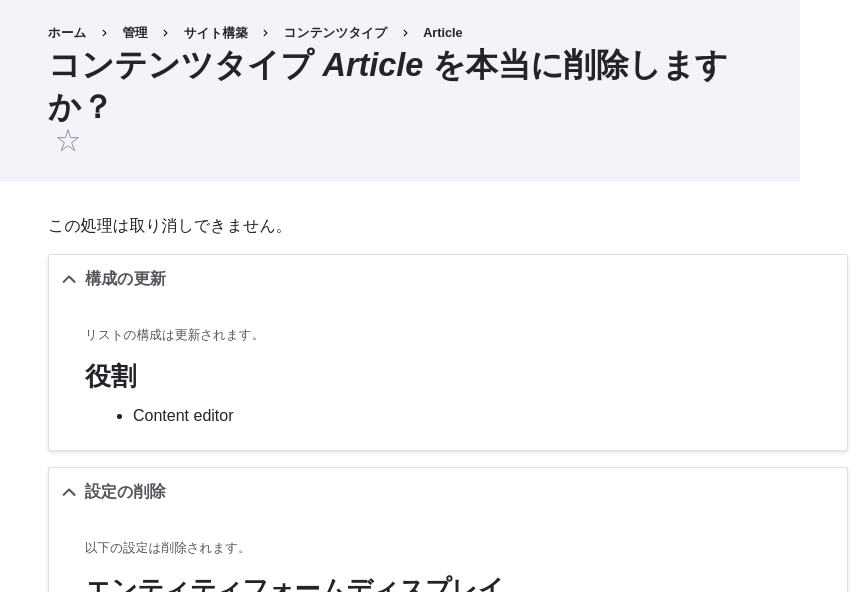 ホーム › 管理 › サイト構築 › コンテンツタイプ › Article
コンテンツタイプ Article を本当に削除します
か？
この処理は取り消しできません。
構成の更新
リストの構成は更新されます。
役割
• Content editor
設定の削除
以下の設定は削除されます。
エンティティフォームディスプレイ